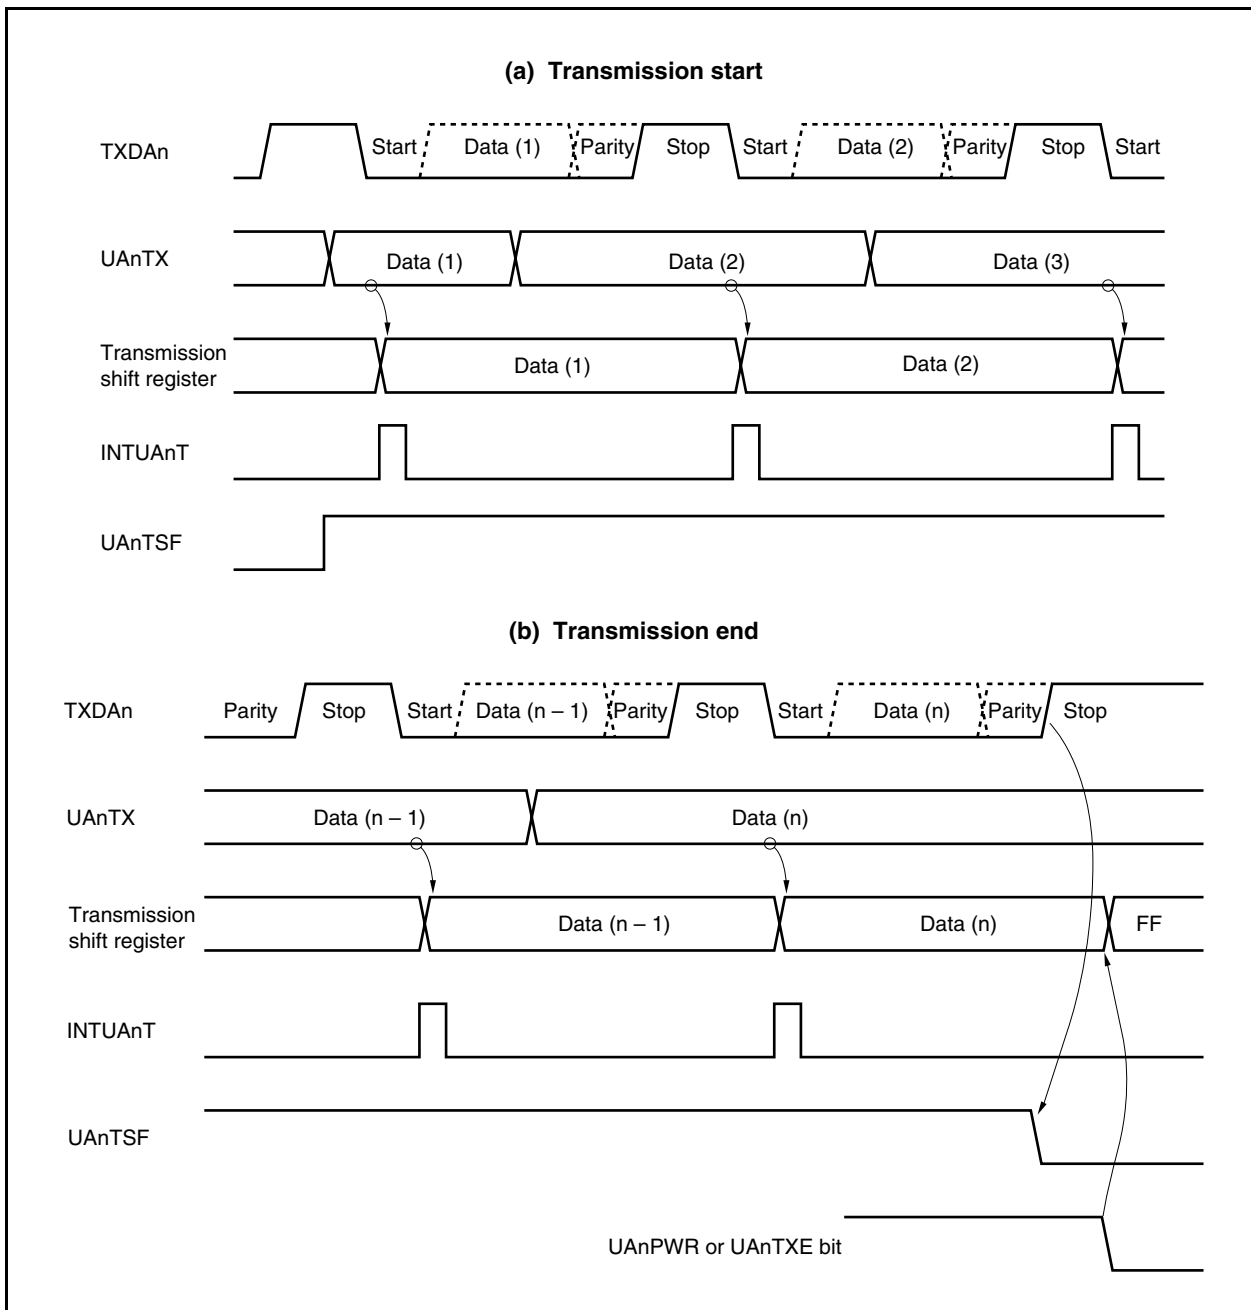 (a) Transmission start
TXDAn
Start Data (1) Parity Stop Start Data (2) Parity Stop Start
UAnTX
Data (1) Data (2) Data (3)
Transmission
shift register
Data (1) Data (2)
INTUAnT
UAnTSF
(b) Transmission end
TXDAn
Parity Stop Start Data (n – 1) Parity Stop Start Data (n) Parity Stop
UAnTX
Data (n – 1) Data (n)
Transmission
shift register
Data (n – 1) Data (n) FF
INTUAnT
UAnTSF
UAnPWR or UAnTXE bit